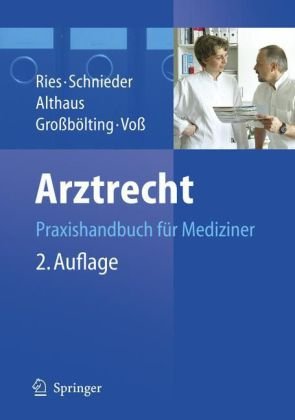 Ries · Schnieder
Althaus
Großbölting · Voß
Arztrecht
Praxishandbuch für Mediziner
2. Auflage
Springer